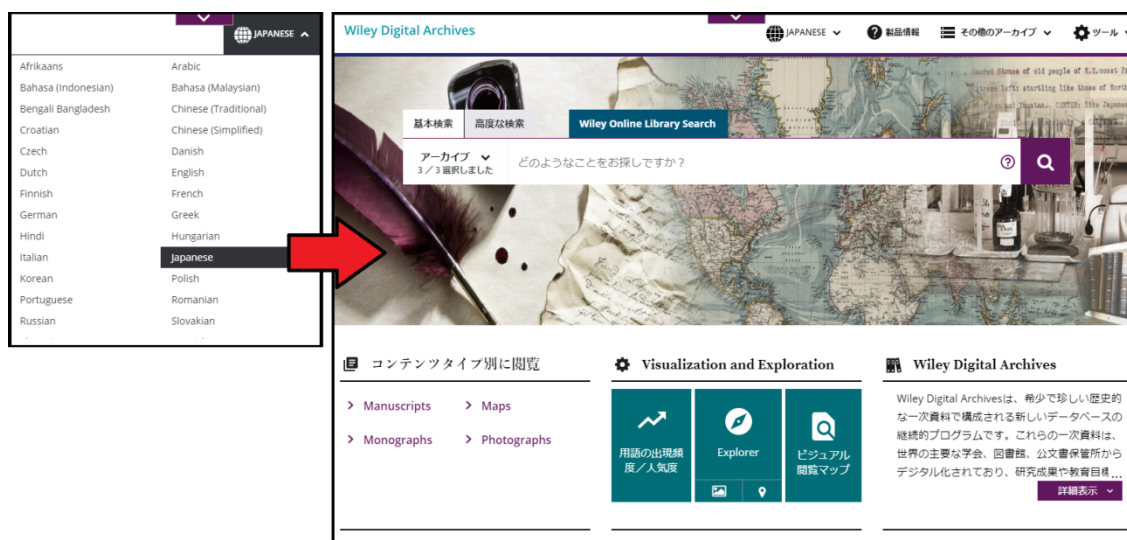 JAPANESE
Afrikaans Arabic
Bahasa (Indonesian) Bahasa (Malaysian)
Bengali Bangladesh Chinese (Traditional)
Croatian Chinese (Simplified)
Czech Danish
Dutch English
Finnish French
German Greek
Hindi Hungarian
Italian Japanese
Korean Polish
Portuguese Romanian
Russian Slovakian
Wiley Digital Archives JAPANESE 製品情報 その他のアーカイブ ツール
基本検索 高度な検索 Wiley Online Library Search
アーカイブ
3/3選択しました
どのようなことをお探しですか?
コンテンツタイプ別に閲覧
Manuscripts Maps
Monographs Photographs
Visualization and Exploration
用語の出現頻
度/人気度
Explorer
ビジュアル
閲覧マップ
Wiley Digital Archives
Wiley Digital Archivesは、希少で珍しい歴史的
な一次資料で構成される新しいデータベースの
継続的プログラムです。これらの一次資料は、
世界の主要な学会、図書館、公文書保管所から
デジタル化されており、研究成果や教育目標...
詳細表示